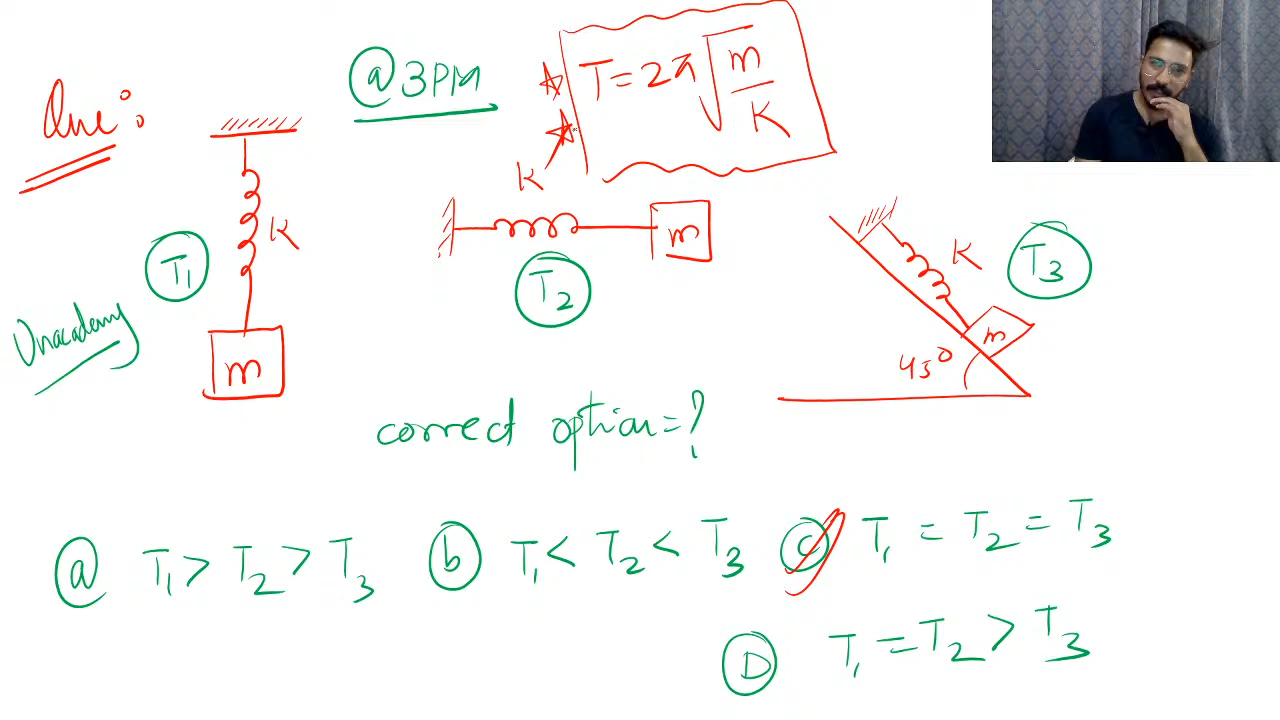 Que:
@3PM
T = 2π√m/K
K
K
T1
m
K
m
T2
K
T3
m
45°
Unacademy
correct option = ?
a T1 > T2 > T3
b T1 < T2 < T3
c T1 = T2 = T3
D T1 = T2 > T3